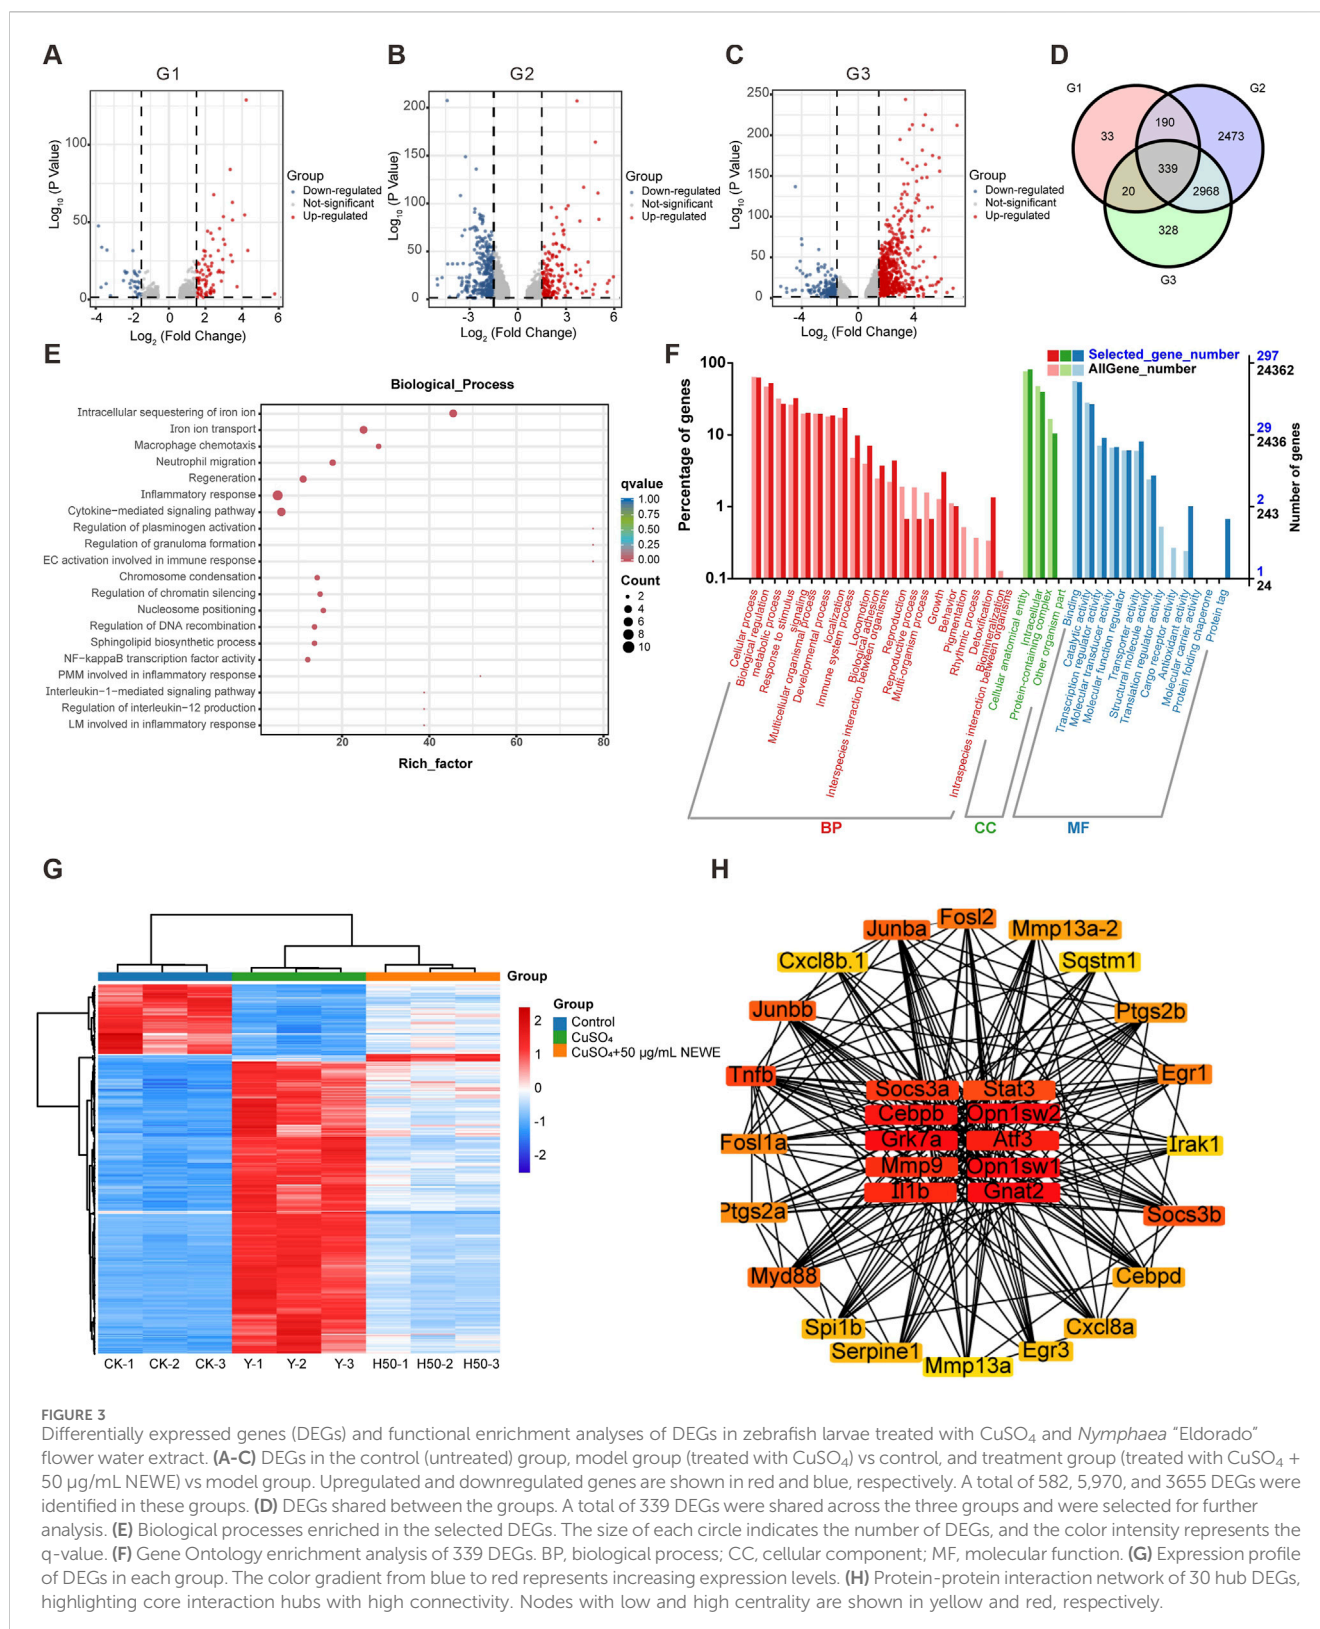 A
G1
Log10 (P Value)
100
50
0
-4
-2
0
2
4
6
Log2 (Fold Change)
Group
Down-regulated
Not-significant
Up-regulated
B
G2
Log10 (P Value)
200
150
100
50
0
-3
0
3
6
Log2 (Fold Change)
Group
Down-regulated
Not-significant
Up-regulated
C
G3
Log10 (P Value)
250
200
150
100
50
0
-4
0
4
Log2 (Fold Change)
Group
Down-regulated
Not-significant
Up-regulated
D
G1
G2
33
190
2473
339
20
2968
328
G3
E
Biological_Process
Intracellular sequestering of iron ion
Iron ion transport
Macrophage chemotaxis
Neutrophil migration
Regeneration
Inflammatory response
Cytokine−mediated signaling pathway
Regulation of plasminogen activation
Regulation of granuloma formation
EC activation involved in immune response
Chromosome condensation
Regulation of chromatin silencing
Nucleosome positioning
Regulation of DNA recombination
Sphingolipid biosynthetic process
NF−kappaB transcription factor activity
PMM involved in inflammatory response
Interleukin−1−mediated signaling pathway
Regulation of interleukin−12 production
LM involved in inflammatory response
20
40
60
80
Rich_factor
qvalue
1.00
0.75
0.50
0.25
0.00
Count
2
4
6
8
10
F
Selected_gene_number
AllGene_number
Percentage of genes
100
10
1
0.1
297
24362
29
2436
2
243
1
24
Number of genes
Cellular process
Biological regulation
metabolic process
Response to stimulus
signaling
Multicellular organismal process
Developmental process
localization
Immune system process
Locomotion
Biological adhesion
Interspecies interaction between organisms
Reproduction
Reproductive process
Multi-organism process
Growth
Behavior
Pigmentation
Rhythmic process
Detoxification
Biomineralization
Intraspecies interaction between organisms
Cellular anatomical entity
Intracellular
Protein-containing complex
Other organism part
Binding
Catalytic activity
Transcription regulator activity
Molecular transducer activity
Molecular function regulator
Transporter activity
Structural molecule activity
Translation regulator activity
Cargo receptor activity
Antioxidant activity
Molecular carrier activity
Protein folding chaperone
Protein tag
BP
CC
MF
G
Group
2
1
0
-1
-2
Group
Control
CuSO₄
CuSO₄+50 µg/mL NEWE
CK-1
CK-2
CK-3
Y-1
Y-2
Y-3
H50-1
H50-2
H50-3
H
Fosl2
Junba
Mmp13a-2
Cxcl8b.1
Sqstm1
Junbb
Ptgs2b
Tnfb
Egr1
Socs3a
Stat3
Cebpb
Opn1sw2
Grk7a
Atf3
Mmp9
Opn1sw1
Il1b
Gnat2
Fosl1a
Irak1
Ptgs2a
Socs3b
Myd88
Cebpd
Spi1b
Cxcl8a
Serpine1
Egr3
Mmp13a
FIGURE 3
Differentially expressed genes (DEGs) and functional enrichment analyses of DEGs in zebrafish larvae treated with CuSO₄ and Nymphaea “Eldorado”
flower water extract. (A-C) DEGs in the control (untreated) group, model group (treated with CuSO₄) vs control, and treatment group (treated with CuSO₄ +
50 µg/mL NEWE) vs model group. Upregulated and downregulated genes are shown in red and blue, respectively. A total of 582, 5,970, and 3655 DEGs were
identified in these groups. (D) DEGs shared between the groups. A total of 339 DEGs were shared across the three groups and were selected for further
analysis. (E) Biological processes enriched in the selected DEGs. The size of each circle indicates the number of DEGs, and the color intensity represents the
q-value. (F) Gene Ontology enrichment analysis of 339 DEGs. BP, biological process; CC, cellular component; MF, molecular function. (G) Expression profile
of DEGs in each group. The color gradient from blue to red represents increasing expression levels. (H) Protein-protein interaction network of 30 hub DEGs,
highlighting core interaction hubs with high connectivity. Nodes with low and high centrality are shown in yellow and red, respectively.